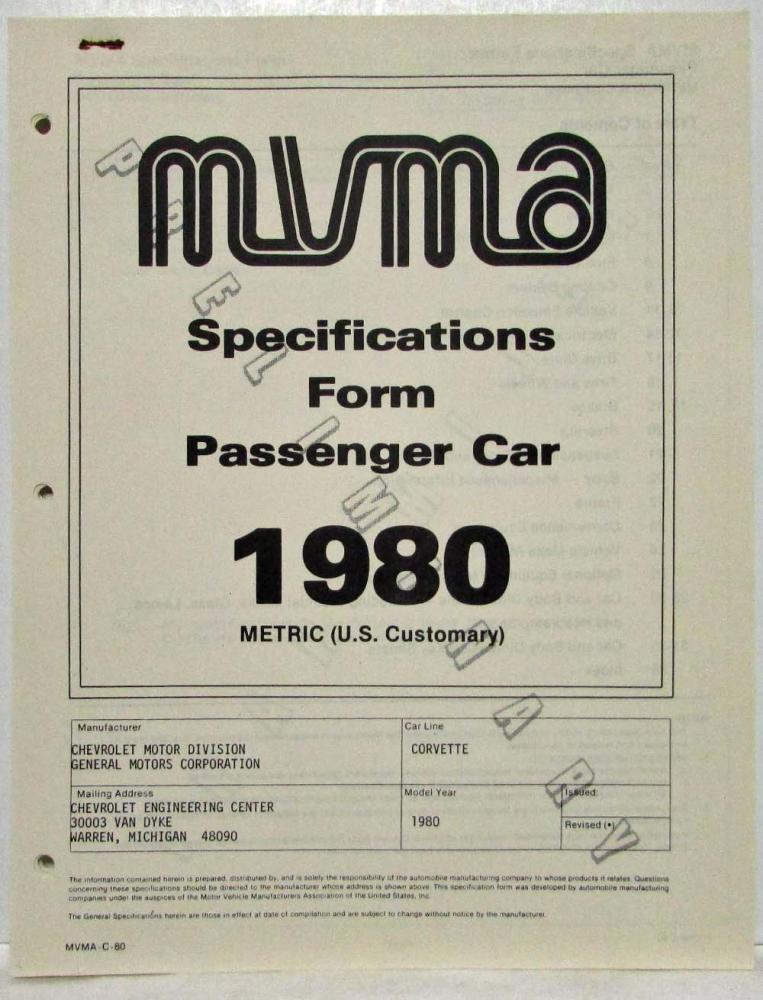 mvma
Specifications
Form
Passenger Car
1980
METRIC (U.S. Customary)
PRELIMINARY
Manufacturer
CHEVROLET MOTOR DIVISION
GENERAL MOTORS CORPORATION
Car Line
CORVETTE
Mailing Address
CHEVROLET ENGINEERING CENTER
30003 VAN DYKE
WARREN, MICHIGAN 48090
Model Year
1980
Issued:
Revised (•)
The information contained herein is prepared, distributed by, and is solely the responsibility of the automobile manufacturing company to whose products it relates. Questions
concerning these specifications should be directed to the manufacturer whose address is shown above. This specification form was developed by automobile manufacturing
companies under the auspices of the Motor Vehicle Manufacturers Association of the United States, Inc.
The General Specifications herein are those in effect at date of compilation and are subject to change without notice by the manufacturer.
MVMA-C-80